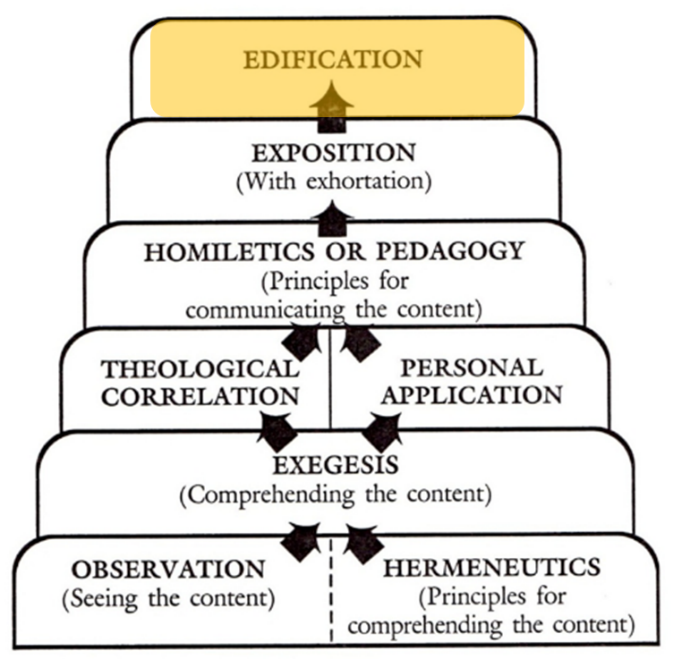 EDIFICATION
EXPOSITION
(With exhortation)
HOMILETICS OR PEDAGOGY
(Principles for
communicating the content)
THEOLOGICAL
CORRELATION
PERSONAL
APPLICATION
EXEGESIS
(Comprehending the content)
OBSERVATION
(Seeing the content)
HERMENEUTICS
(Principles for
comprehending the content)